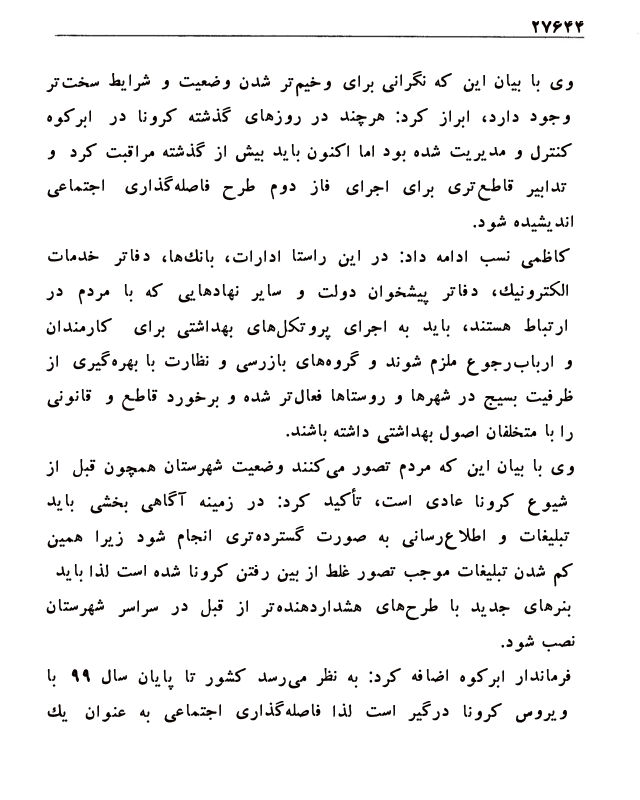 ۲۷۶۴۴
وی با بیان این که نگرانی برای وخیم‌تر شدن وضعیت و شرایط سخت‌تر
وجود دارد، ابراز کرد: هرچند در روزهای گذشته کرونا در ابرکوه
کنترل و مدیریت شده بود اما اکنون باید بیش از گذشته مراقبت کرد و
تدابیر قاطع‌تری برای اجرای فاز دوم طرح فاصله‌گذاری اجتماعی
اندیشیده شود.
کاظمی نسب ادامه داد: در این راستا ادارات، بانك‌ها، دفاتر خدمات
الکترونیك، دفاتر پیشخوان دولت و سایر نهادهایی که با مردم در
ارتباط هستند، باید به اجرای پروتکل‌های بهداشتی برای کارمندان
و ارباب‌رجوع ملزم شوند و گروه‌های بازرسی و نظارت با بهره‌گیری از
ظرفیت بسیج در شهرها و روستاها فعال‌تر شده و برخورد قاطع و قانونی
را با متخلفان اصول بهداشتی داشته باشند.
وی با بیان این که مردم تصور می‌کنند وضعیت شهرستان همچون قبل از
شیوع کرونا عادی است، تأکید کرد: در زمینه آگاهی بخشی باید
تبلیغات و اطلاع‌رسانی به صورت گسترده‌تری انجام شود زیرا همین
کم شدن تبلیغات موجب تصور غلط از بین رفتن کرونا شده است لذا باید
بنرهای جدید با طرح‌های هشداردهنده‌تر از قبل در سراسر شهرستان
نصب شود.
فرماندار ابرکوه اضافه کرد: به نظر می‌رسد کشور تا پایان سال ۹۹ با
ویروس کرونا درگیر است لذا فاصله‌گذاری اجتماعی به عنوان يك